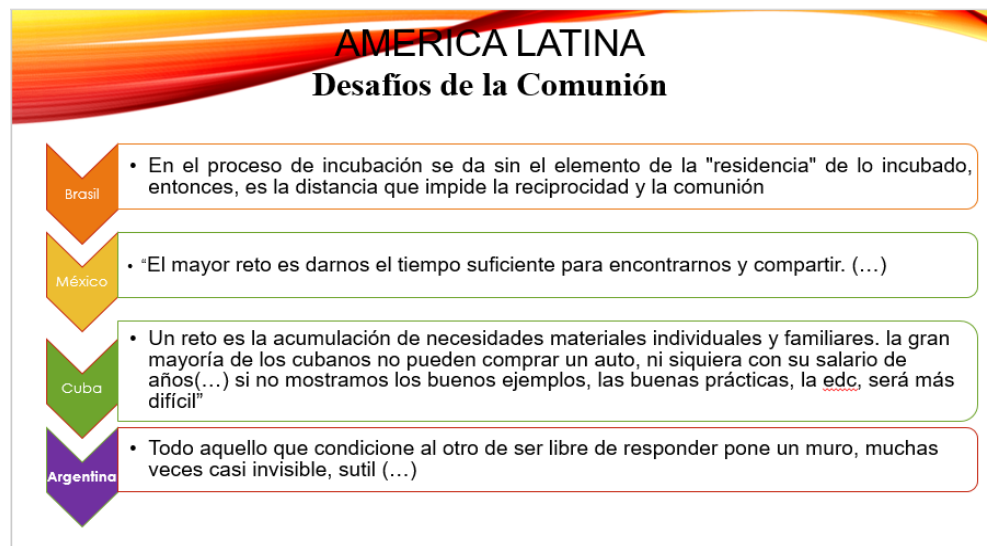 AMERICA LATINA
Desafíos de la Comunión
Brasil
• En el proceso de incubación se da sin el elemento de la "residencia" de lo incubado,
entonces, es la distancia que impide la reciprocidad y la comunión
México
• “El mayor reto es darnos el tiempo suficiente para encontrarnos y compartir. (…)
Cuba
• Un reto es la acumulación de necesidades materiales individuales y familiares. la gran
mayoría de los cubanos no pueden comprar un auto, ni siquiera con su salario de
años(…) si no mostramos los buenos ejemplos, las buenas prácticas, la edc, será más
difícil”
Argentina
• Todo aquello que condicione al otro de ser libre de responder pone un muro, muchas
veces casi invisible, sutil (…)